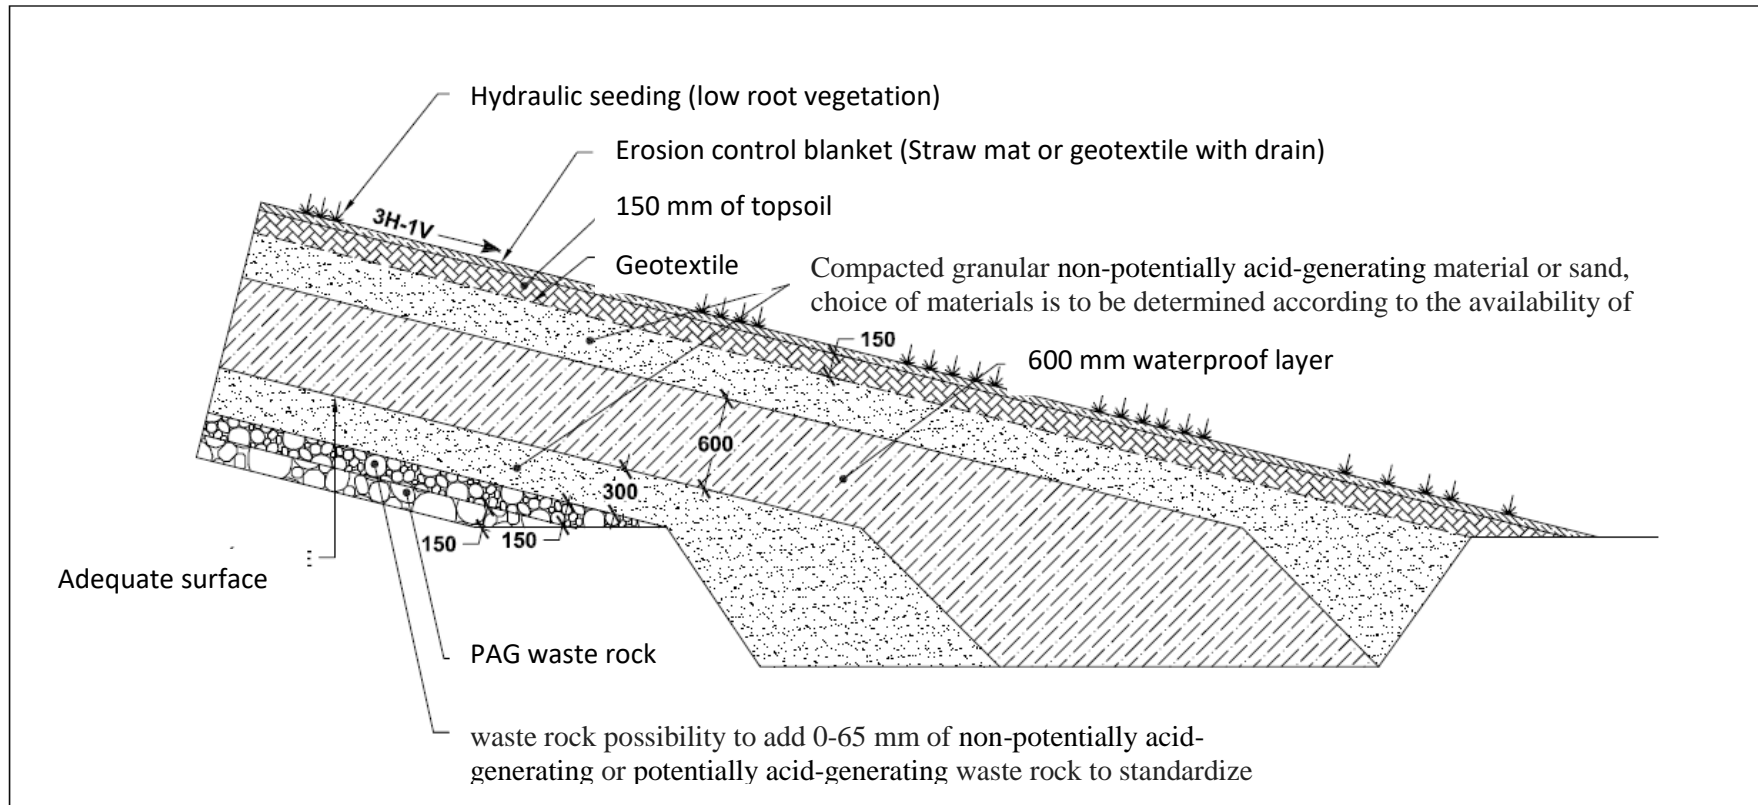 Hydraulic seeding (low root vegetation)
Erosion control blanket (Straw mat or geotextile with drain)
150 mm of topsoil
3H-1V
Geotextile
Compacted granular non-potentially acid-generating material or sand,
choice of materials is to be determined according to the availability of
150
600 mm waterproof layer
600
300
150
150
Adequate surface
PAG waste rock
waste rock possibility to add 0-65 mm of non-potentially acid-
generating or potentially acid-generating waste rock to standardize